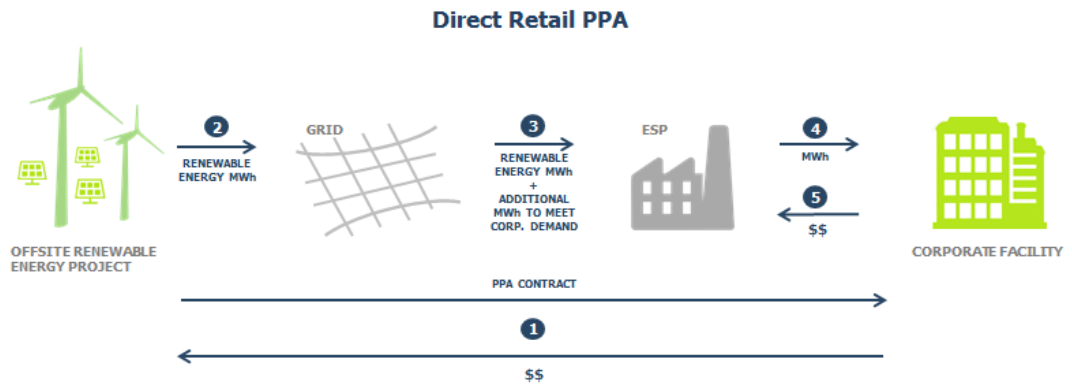 Direct Retail PPA
2
RENEWABLE
ENERGY MWh
GRID
3
RENEWABLE
ENERGY MWh
+
ADDITIONAL
MWh TO MEET
CORP. DEMAND
ESP
4
MWh
5
$$
OFFSITE RENEWABLE
ENERGY PROJECT
CORPORATE FACILITY
PPA CONTRACT
1
$$